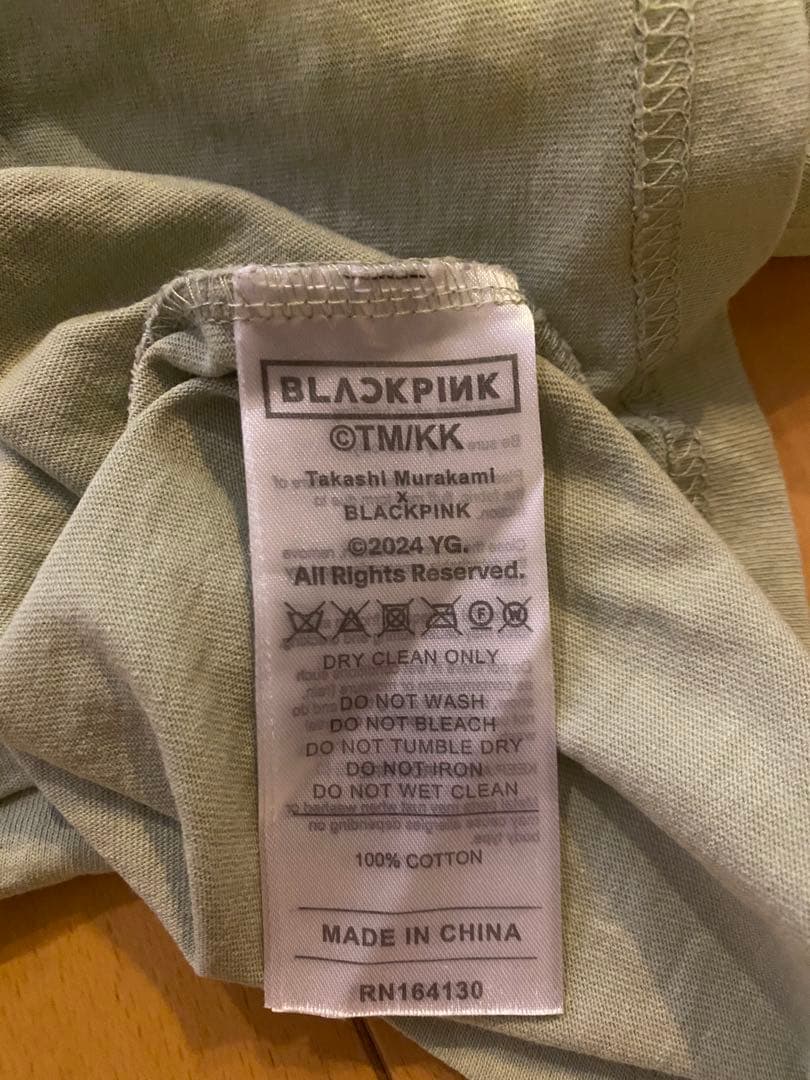 BLACKPINK
©TM/KK
Takashi Murakami
x
BLACKPINK
©2024 YG.
All Rights Reserved.
F W
DRY CLEAN ONLY
DO NOT WASH
DO NOT BLEACH
DO NOT TUMBLE DRY
DO NOT IRON
DO NOT WET CLEAN
100% COTTON
MADE IN CHINA
RN164130